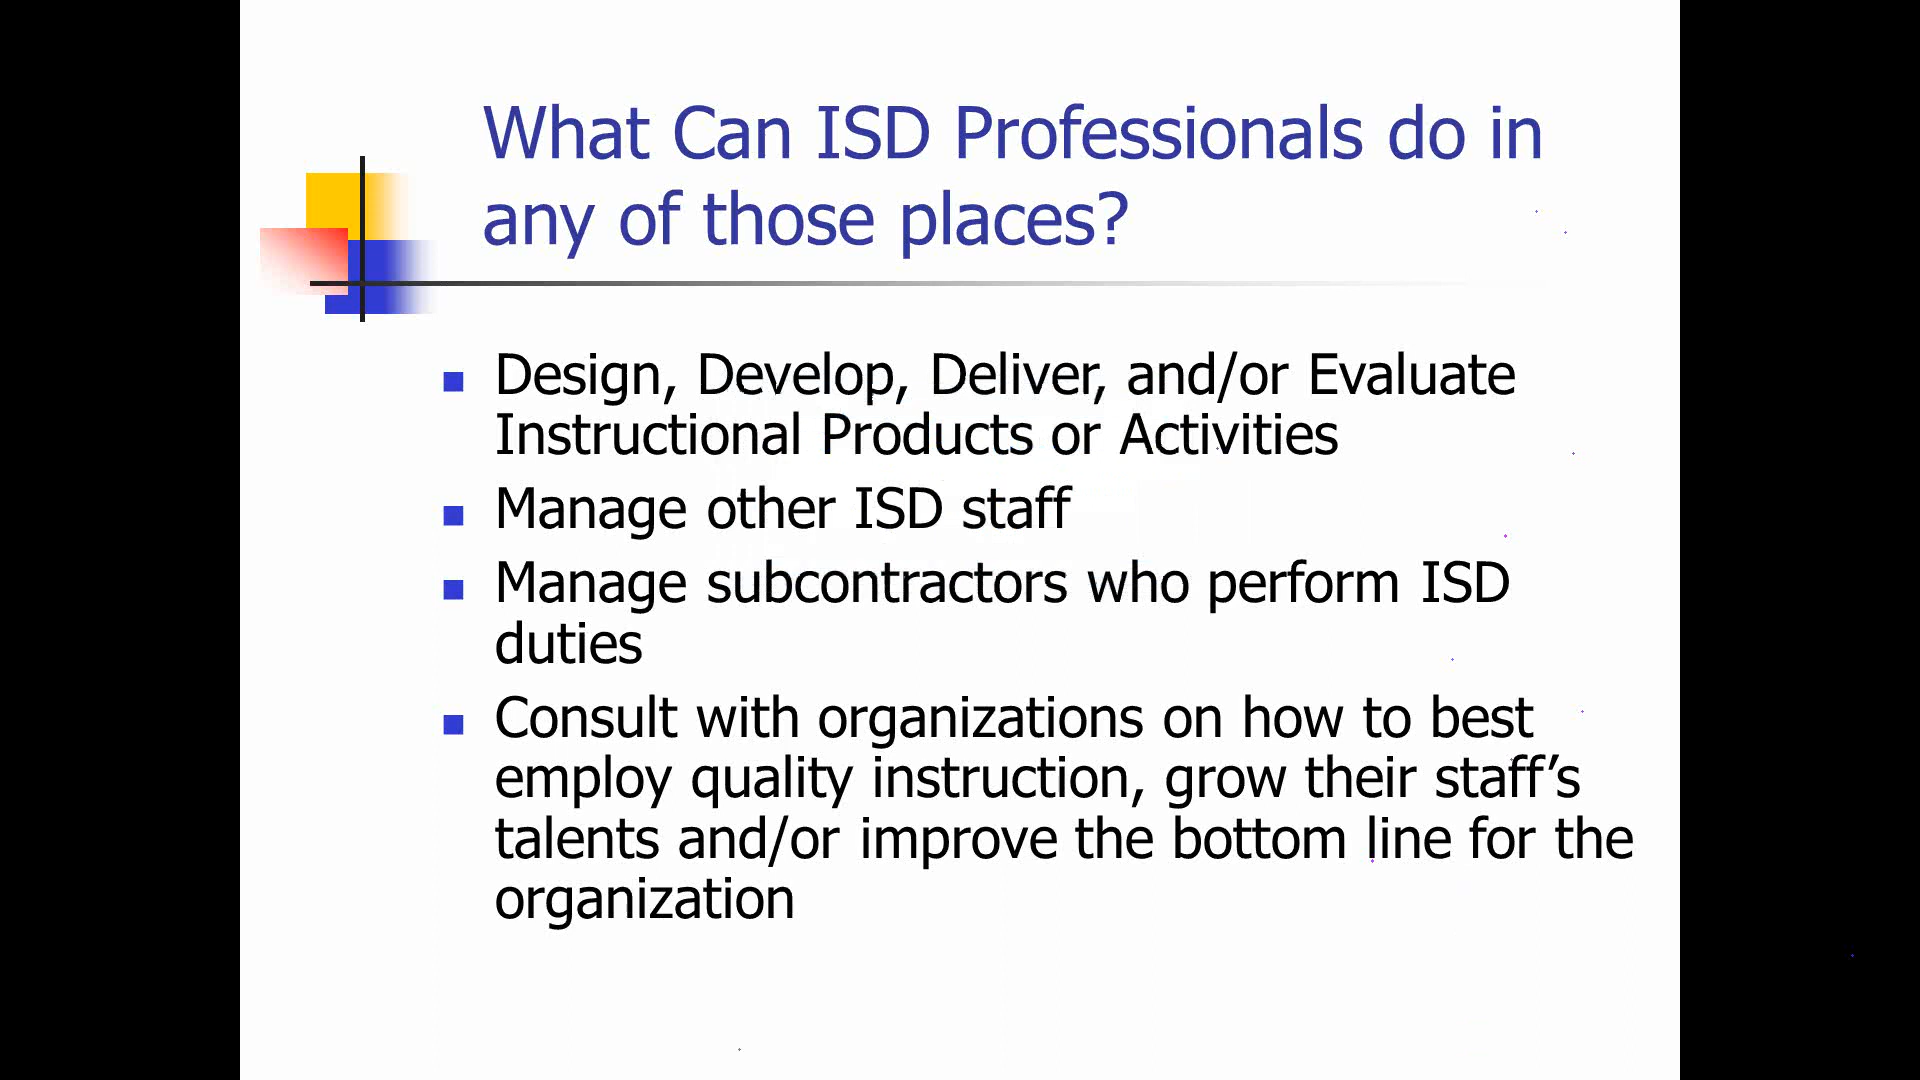 What Can ISD Professionals do in
any of those places?
Design, Develop, Deliver, and/or Evaluate
Instructional Products or Activities
Manage other ISD staff
Manage subcontractors who perform ISD
duties
Consult with organizations on how to best
employ quality instruction, grow their staff’s
talents and/or improve the bottom line for the
organization